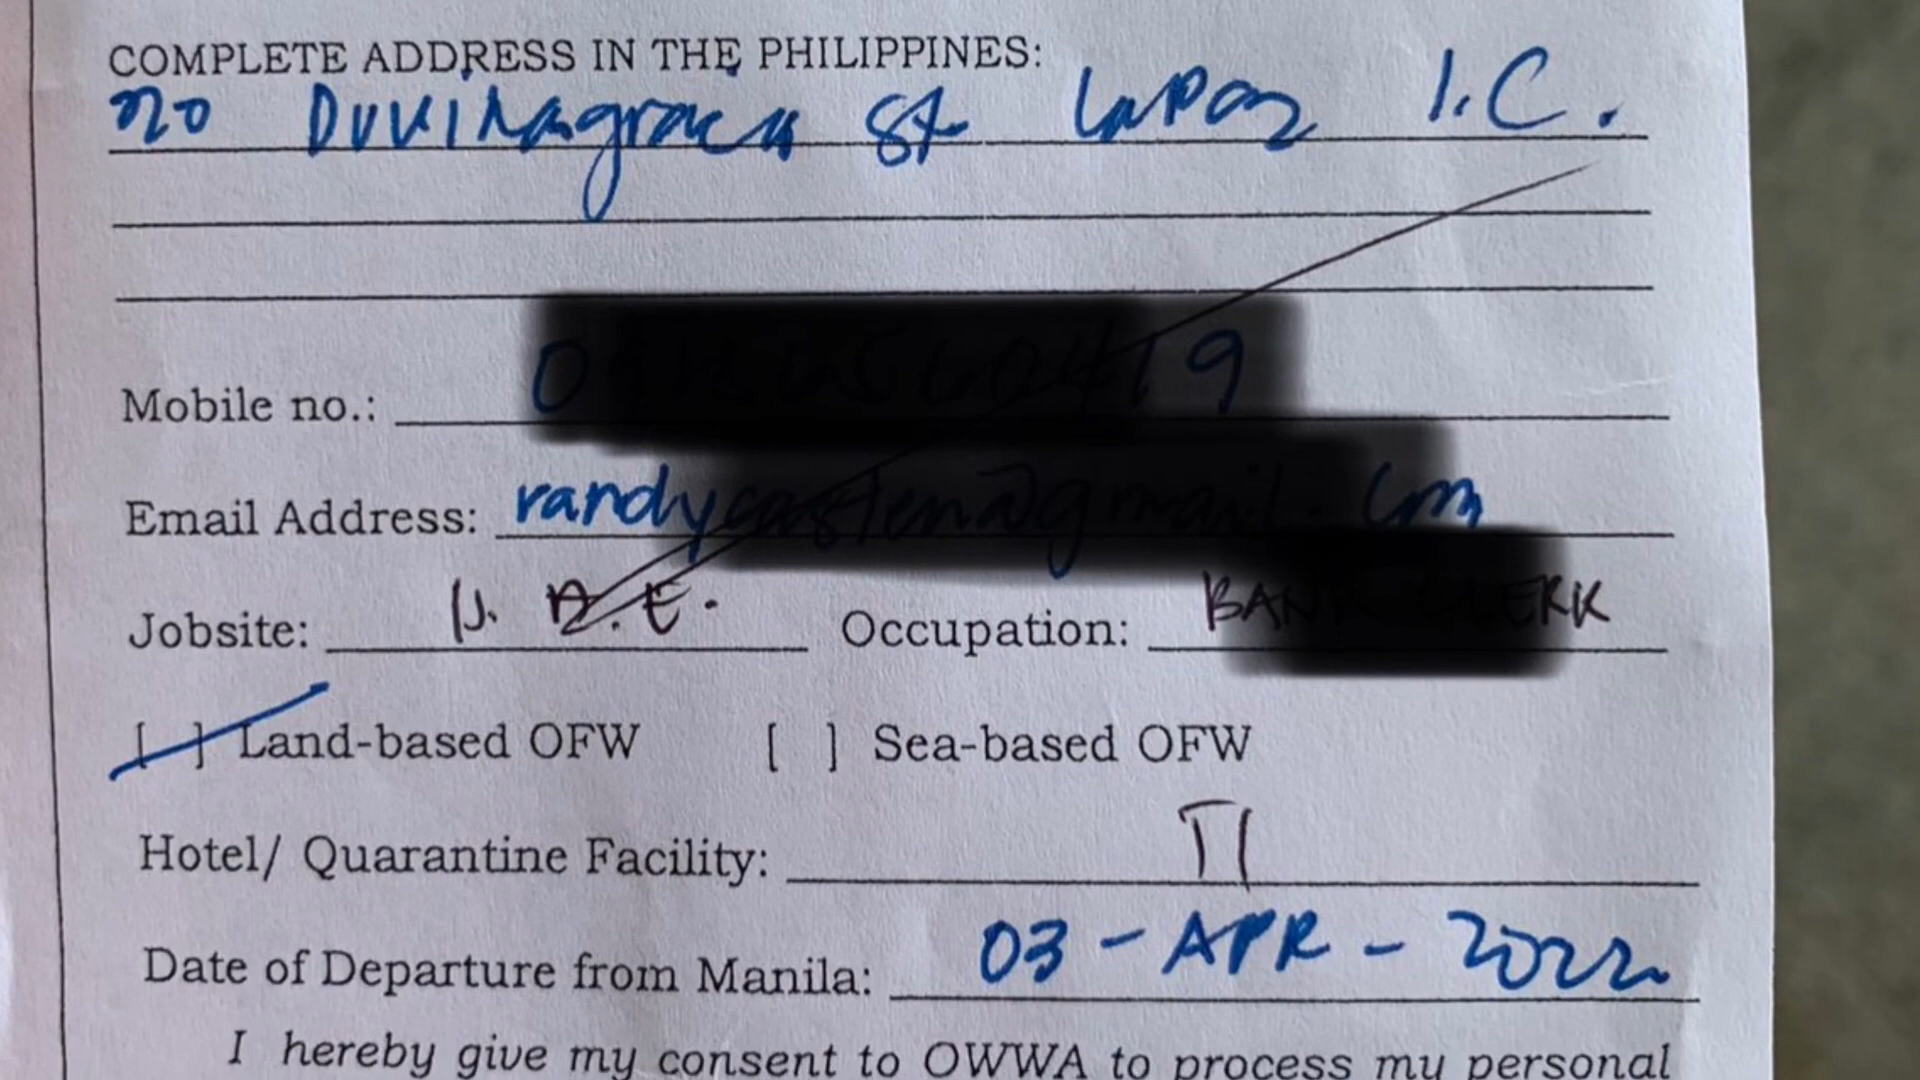 COMPLETE ADDRESS IN THE PHILIPPINES:
Divinagracia St. Lapaz I.C.
Mobile no.:
Email Address:
Jobsite: U.A.E. Occupation:
[ ] Land-based OFW [ ] Sea-based OFW
Hotel/ Quarantine Facility:
Date of Departure from Manila: 03-APR-2022
I hereby give my consent to OWWA to process my personal